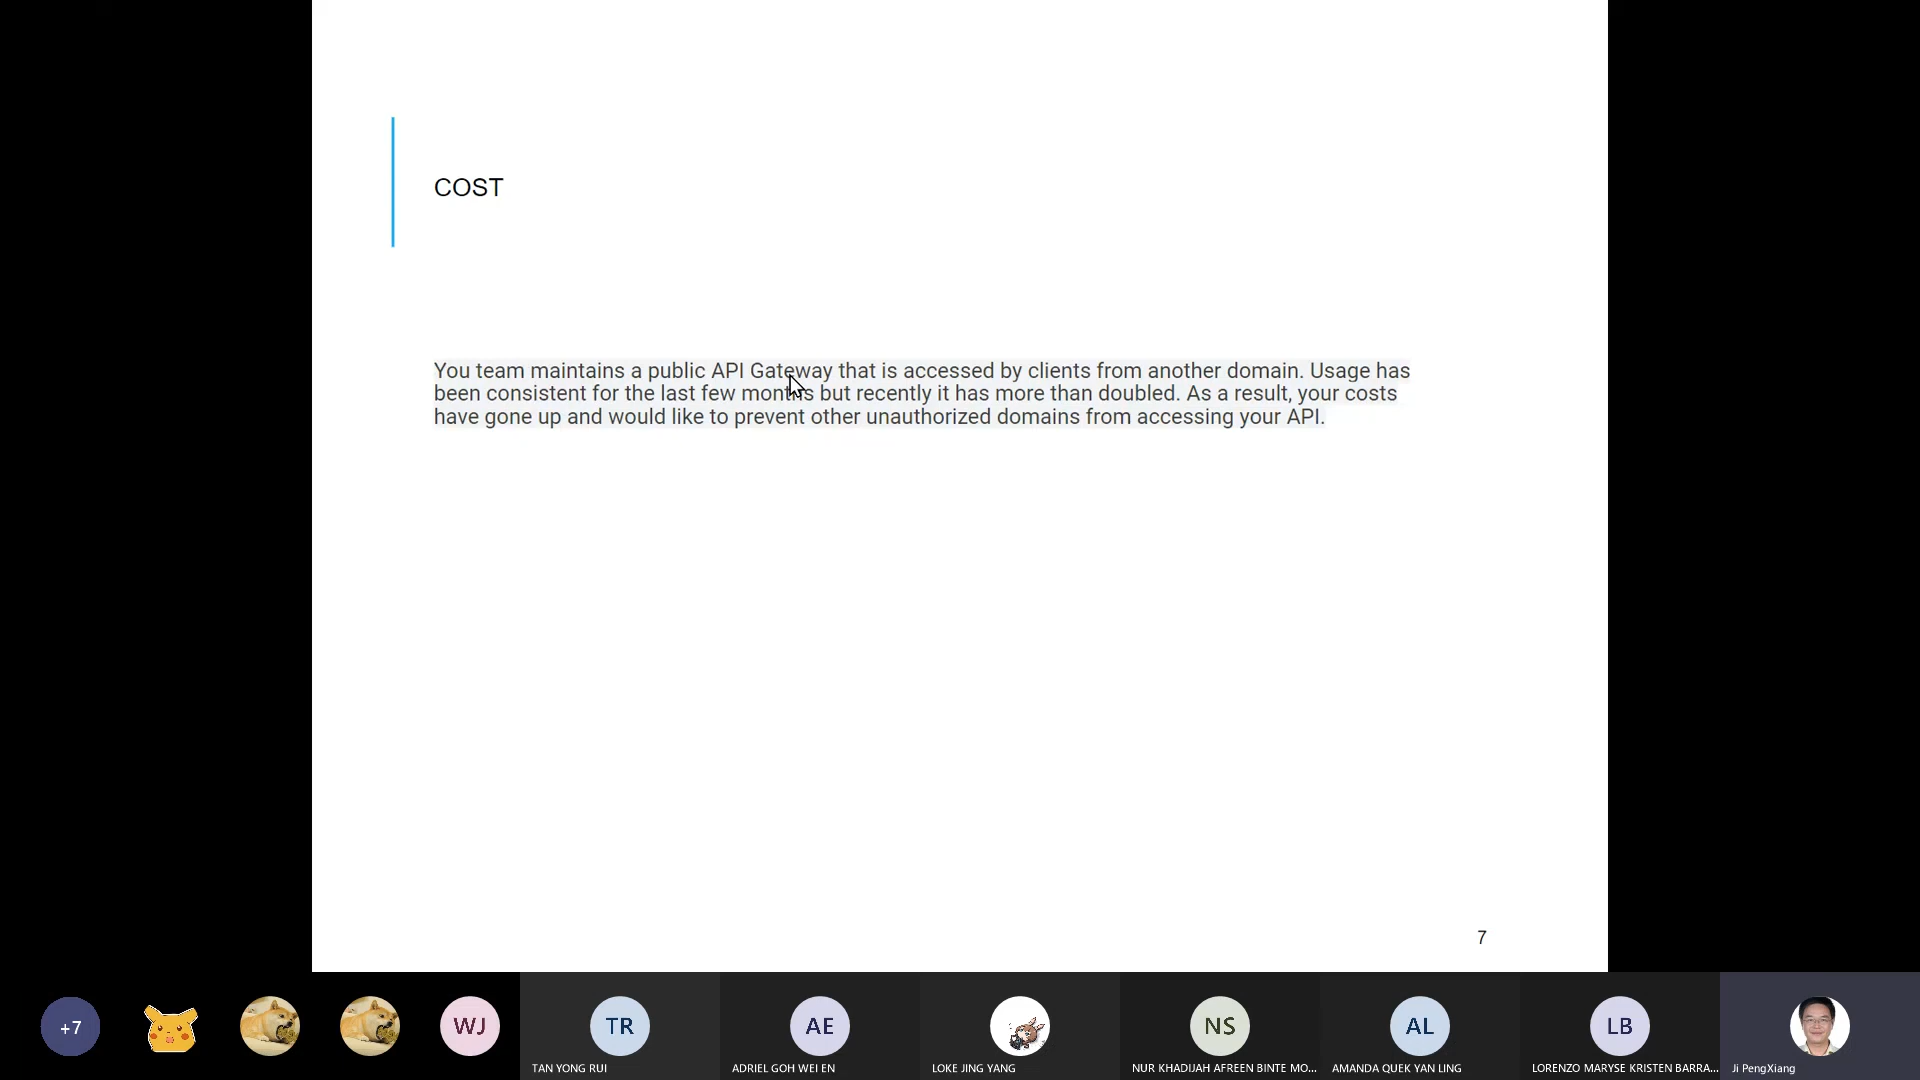 COST
You team maintains a public API Gateway that is accessed by clients from another domain. Usage has
been consistent for the last few months but recently it has more than doubled. As a result, your costs
have gone up and would like to prevent other unauthorized domains from accessing your API.
7
+7
WJ
TR
AE
NS
AL
LB
TAN YONG RUI
ADRIEL GOH WEI EN
LOKE JING YANG
NUR KHADIJAH AFREEN BINTE MO...
AMANDA QUEK YAN LING
LORENZO MARYSE KRISTEN BARRA...
Ji PengXiang